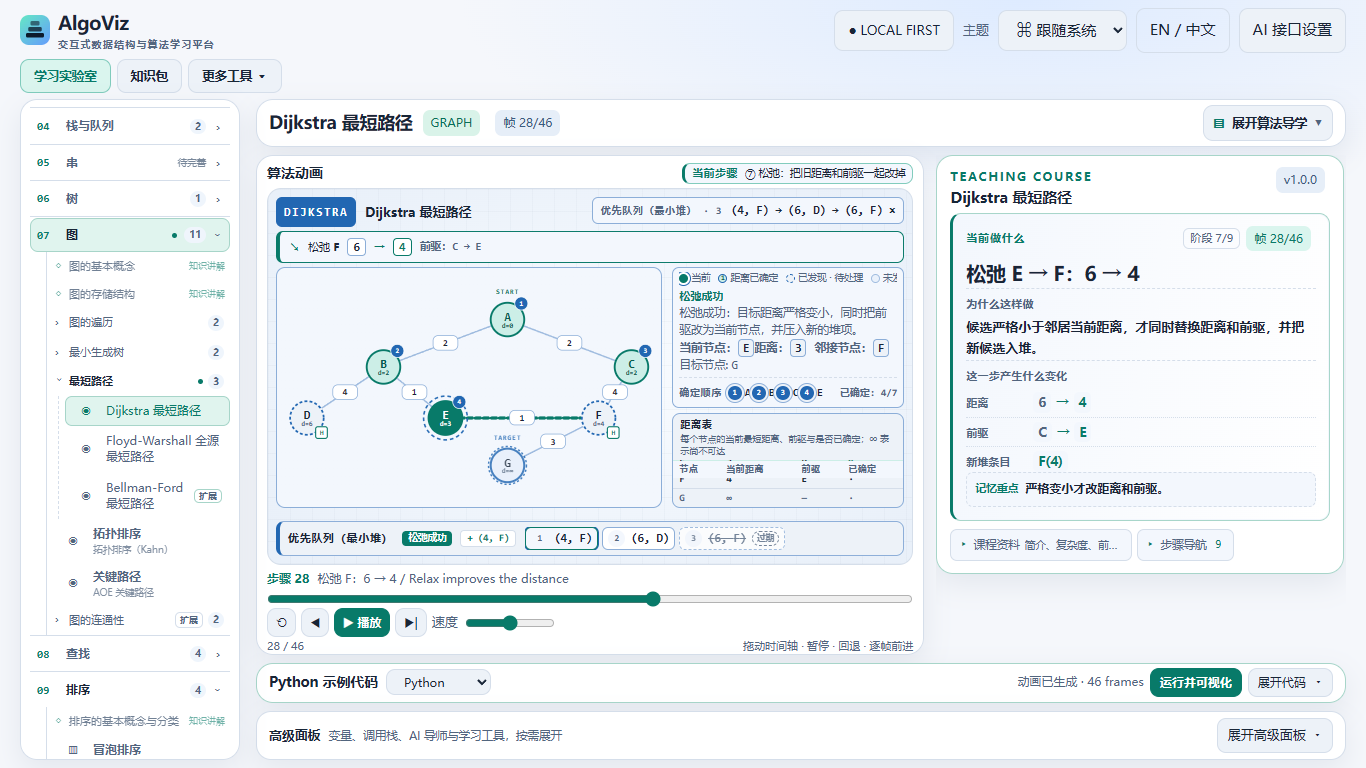 AlgoViz
交互式数据结构与算法学习平台
● LOCAL FIRST
主题
⌘ 跟随系统
EN / 中文
AI 接口设置
学习实验室
知识包
更多工具
04 栈与队列 2
05 串 待完善
06 树 1
07 图 11
图的基本概念 知识讲解
图的存储结构 知识讲解
图的遍历 2
最小生成树 2
最短路径 3
Dijkstra 最短路径
Floyd-Warshall 全源
最短路径
Bellman-Ford
最短路径 扩展
拓扑排序
拓扑排序（Kahn）
关键路径
AOE 关键路径
图的连通性 扩展 2
08 查找 4
09 排序 4
排序的基本概念与分类 知识讲解
冒泡排序
Dijkstra 最短路径 GRAPH 帧 28/46
展开算法导学
算法动画
当前步骤 ⑦ 松弛：把旧距离和前驱一起改掉
DIJKSTRA Dijkstra 最短路径
优先队列（最小堆） · 3 (4, F) → (6, D) → (6, F) ×
↘ 松弛 F 6 → 4 前驱: C → E
START
A
d=0
1
2
2
B
d=2
2
C
d=2
3
4
1
4
D
d=6
H
E
d=3
4
1
F
d=4
H
TARGET
3
G
d=∞
当前 距离已确定 已发现 · 待处理
松弛成功
松弛成功：目标距离严格变小，同时把前
驱改为当前节点，并压入新的堆项。
当前节点： E 距离： 3 邻接节点： F
目标节点: G
确定顺序 1 A 2 3 4 E 已确定: 4/7
距离表
每个节点的当前最短距离、前驱与是否已确定；∞ 表
示尚不可达
节点 当前距离 前驱 已确定
F 4 E ·
G ∞ — ·
优先队列（最小堆） 松弛成功 + (4, F) 1 (4, F) 2 (6, D) 3 (6, F) 过期
步骤 28 松弛 F：6 → 4 / Relax improves the distance
▶ 播放
速度
28 / 46
拖动时间轴 · 暂停 · 回退 · 逐帧前进
TEACHING COURSE
Dijkstra 最短路径
v1.0.0
当前做什么 阶段 7/9 帧 28/46
松弛 E → F：6 → 4
为什么这样做
候选严格小于邻居当前距离，才同时替换距离和前驱，并把
新候选入堆。
这一步产生什么变化
距离 6 → 4
前驱 C → E
新堆条目 F(4)
记忆重点 严格变小才改距离和前驱。
课程资料 简介、复杂度、前…
步骤导航 9
Python 示例代码 Python
动画已生成 · 46 frames 运行并可视化 展开代码
高级面板 变量、调用栈、AI 导师与学习工具，按需展开
展开高级面板